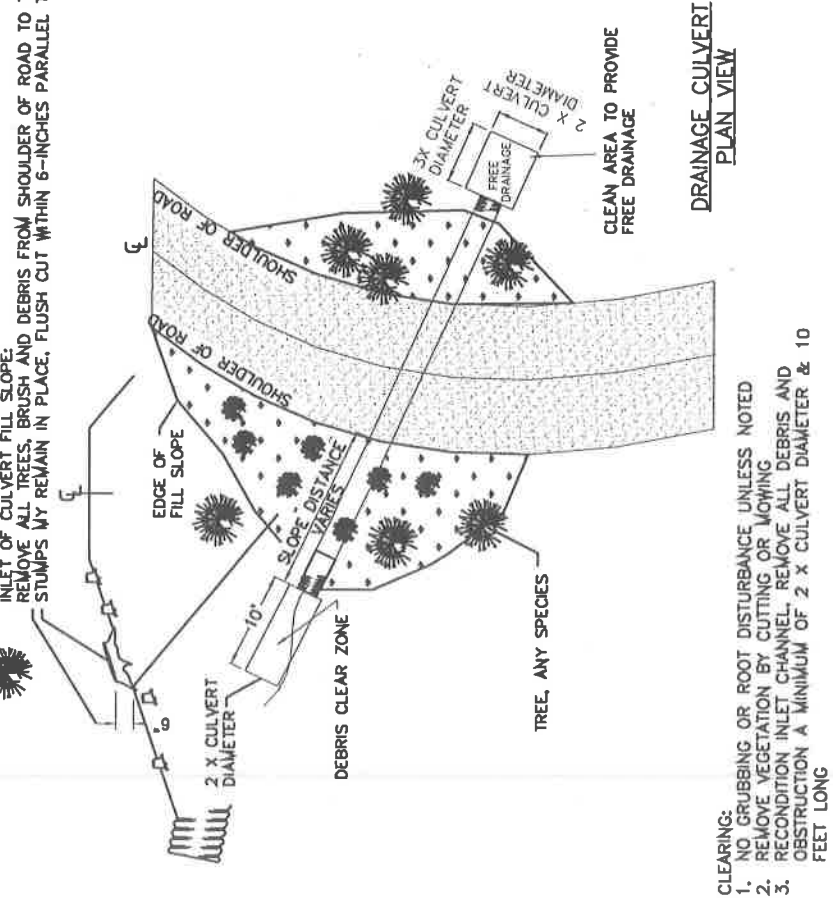 INLET OF CULVERT FILL SLOPE:
REMOVE ALL TREES, BRUSH AND DEBRIS FROM SHOULDER OF ROAD TO
STUMPS MY REMAIN IN PLACE, FLUSH CUT WITHIN 6-INCHES PARALLEL
6"
2 X CULVERT
DIAMETER
10'
DEBRIS CLEAR ZONE
SLOPE DISTANCE
VARIES
EDGE OF
FILL SLOPE
SHOULDER OF ROAD
SHOULDER OF ROAD
TREE, ANY SPECIES
3X CULVERT
DIAMETER
2 X CULVERT
DIAMETER
FREE
DRAINAGE
CLEAN AREA TO PROVIDE
FREE DRAINAGE
DRAINAGE CULVERT
PLAN VIEW
CLEARING:
1. NO GRUBBING OR ROOT DISTURBANCE UNLESS NOTED
2. REMOVE VEGETATION BY CUTTING OR MOWING
3. RECONDITION INLET CHANNEL, REMOVE ALL DEBRIS AND
OBSTRUCTION A MINIMUM OF 2 X CULVERT DIAMETER & 10
FEET LONG